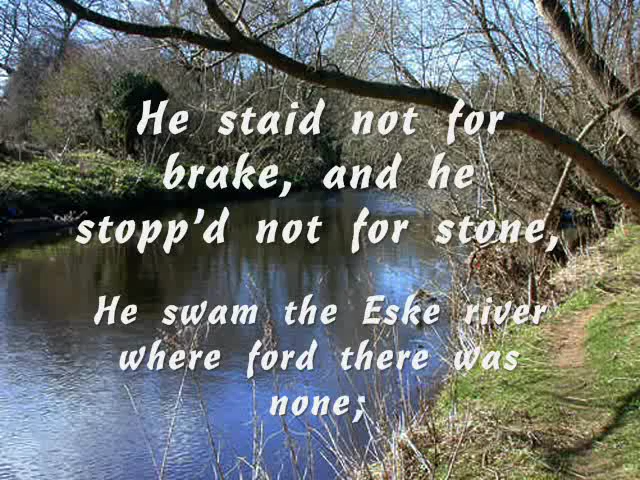 He staid not for
brake, and he
stopp'd not for stone,
He swam the Eske river
where ford there was
none;